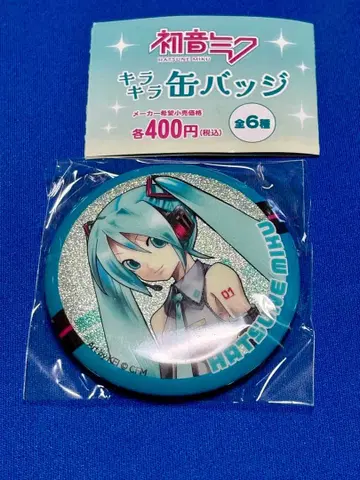 初音ミク
HATSUNE MIKU
キラキラ 缶バッジ
メーカー希望小売価格
各400円(税込)
全6種
01
HATSUNE MIKU